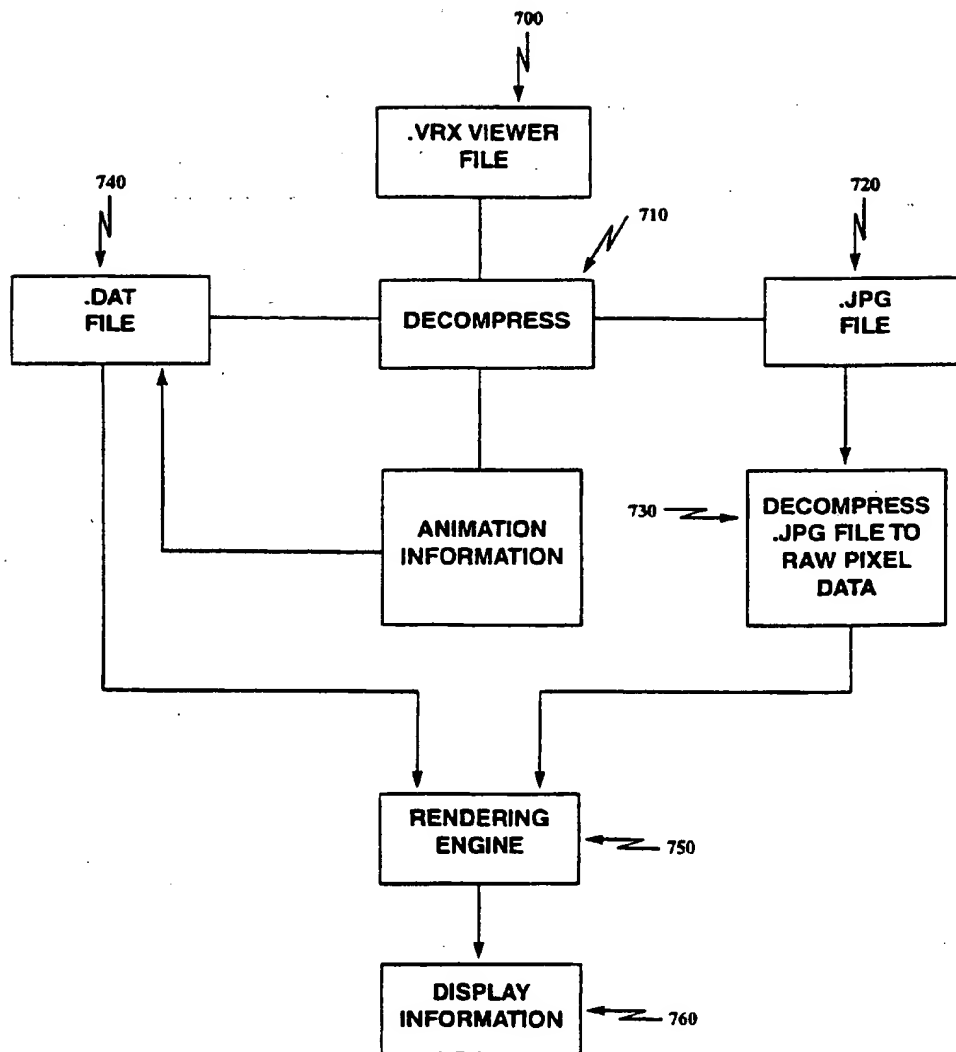 700
.VRX VIEWER
FILE
740
710
720
.DAT
FILE
DECOMPRESS
.JPG
FILE
ANIMATION
INFORMATION
730
DECOMPRESS
.JPG FILE TO
RAW PIXEL
DATA
RENDERING
ENGINE
750
DISPLAY
INFORMATION
760